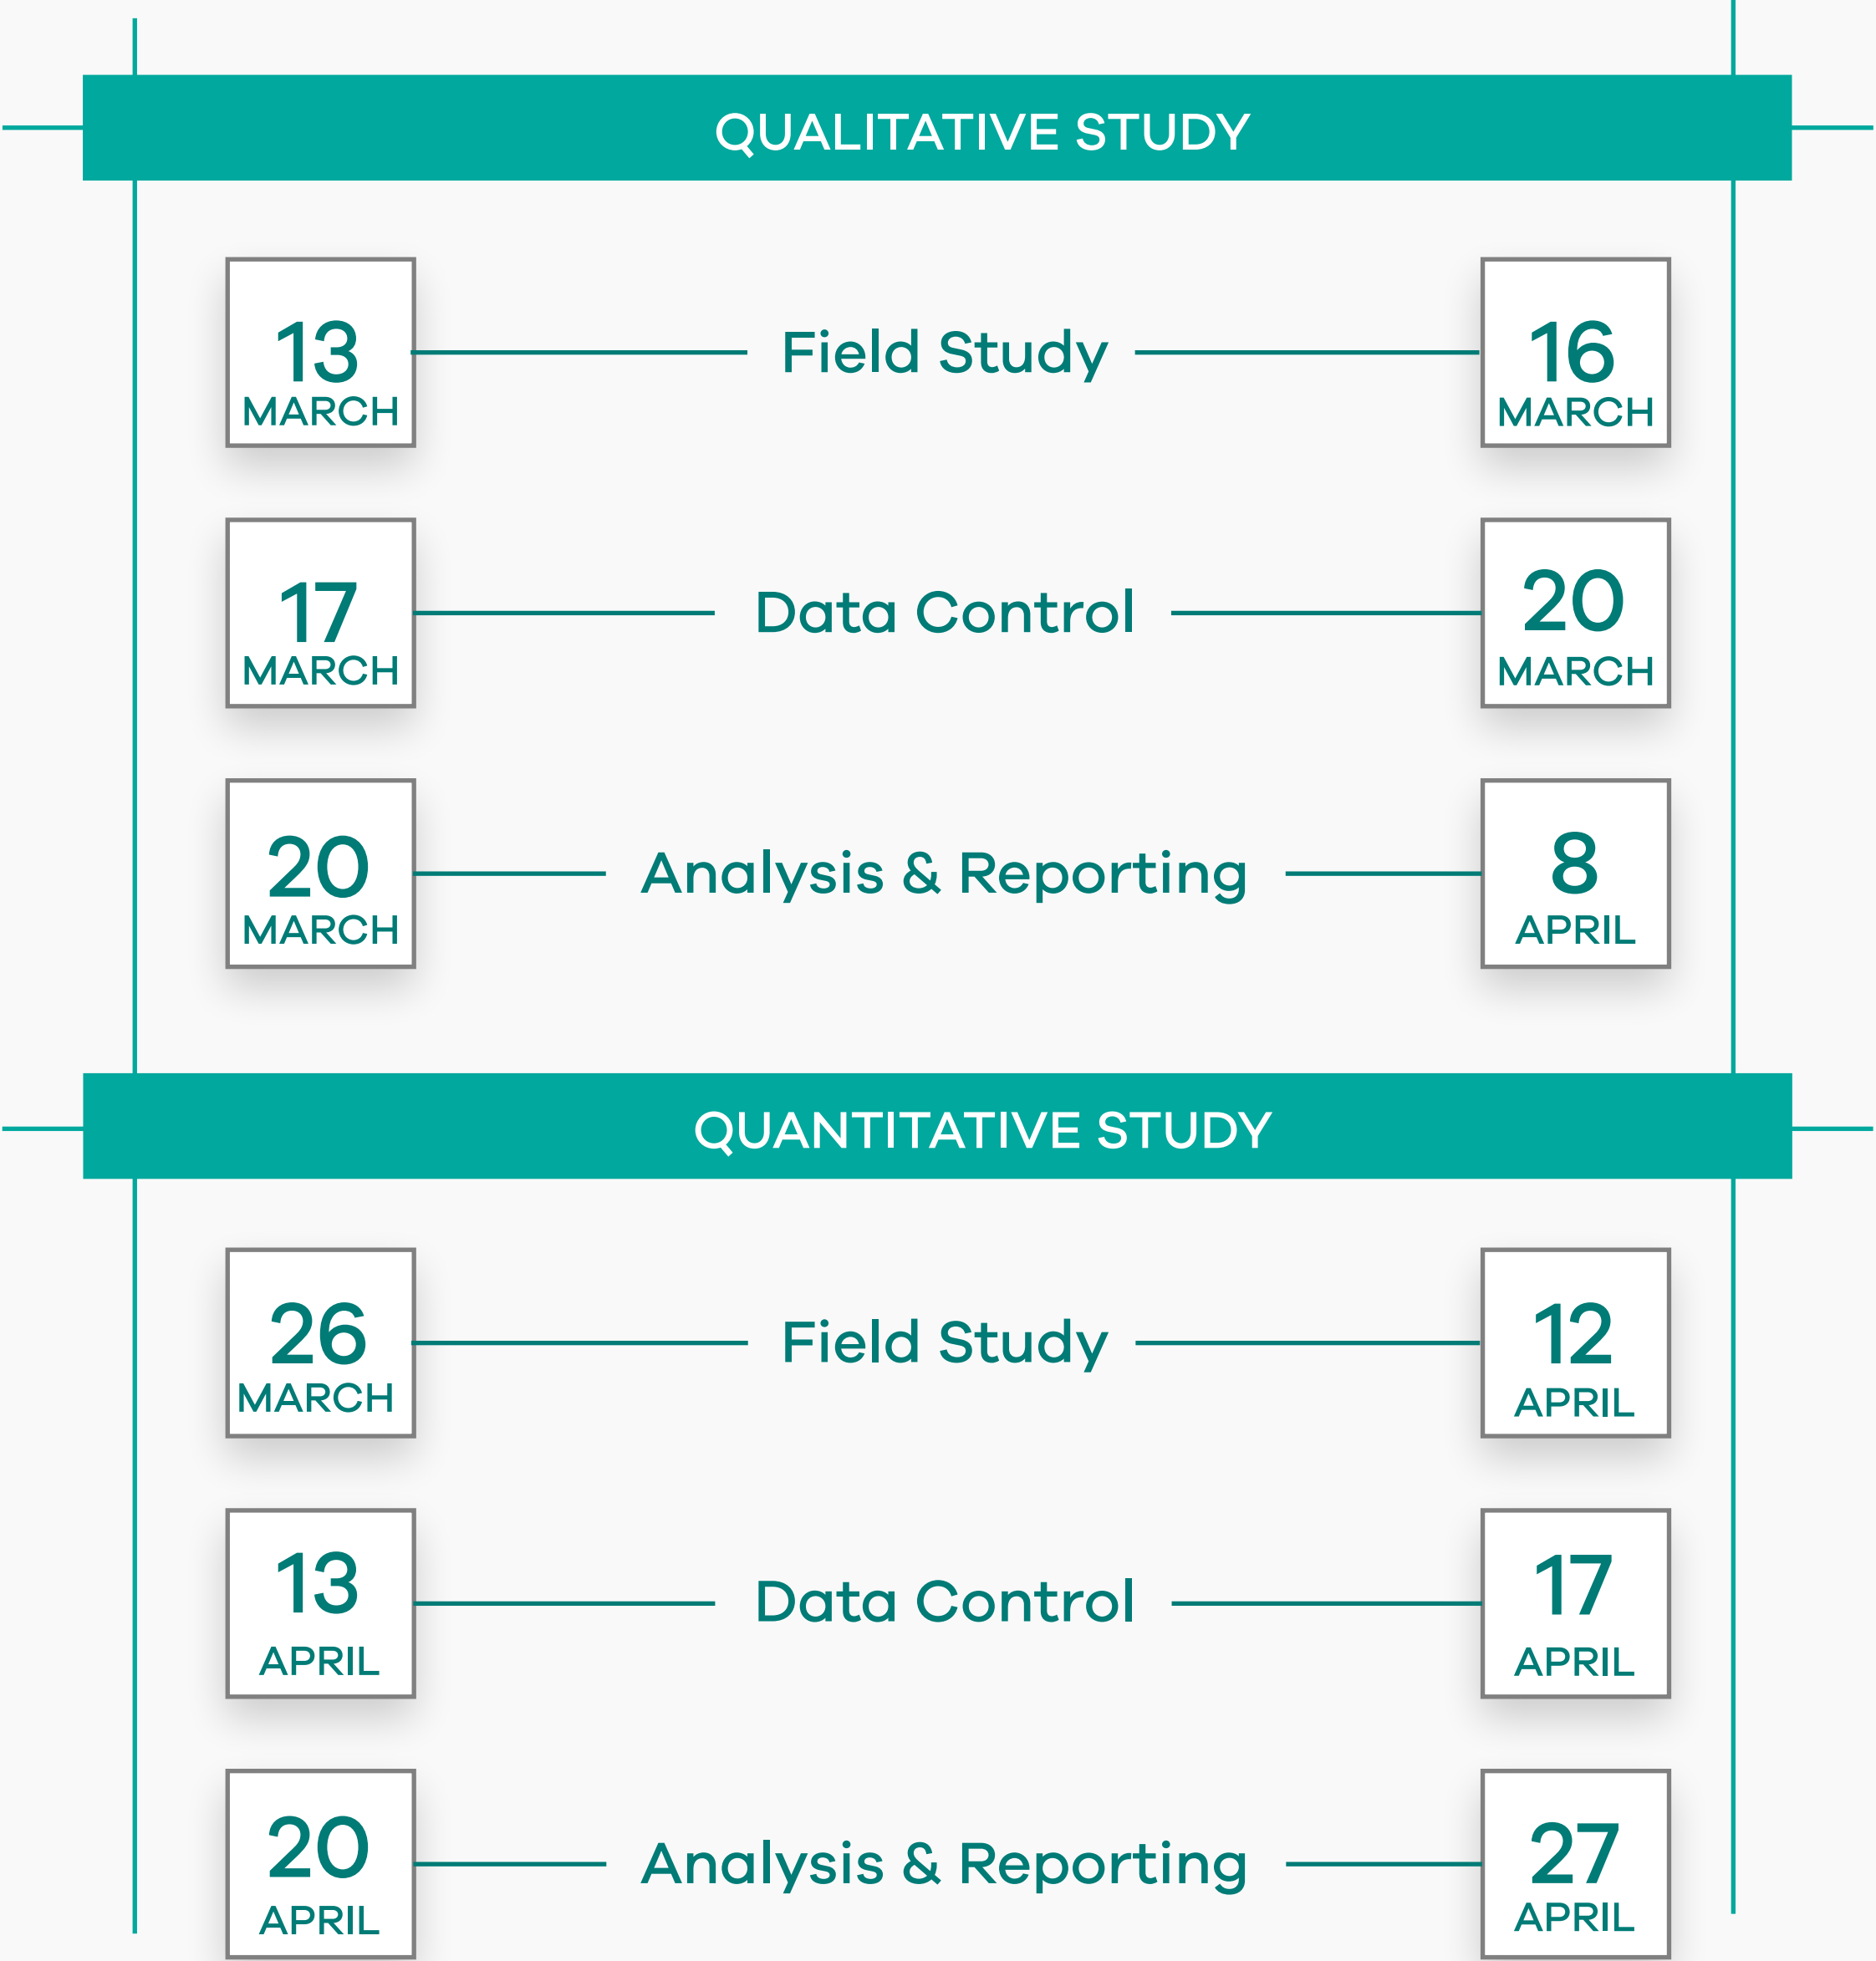 QUALITATIVE STUDY
13
MARCH
Field Study
16
MARCH
17
MARCH
Data Control
20
MARCH
20
MARCH
Analysis & Reporting
8
APRIL
QUANTITATIVE STUDY
26
MARCH
Field Study
12
APRIL
13
APRIL
Data Control
17
APRIL
20
APRIL
Analysis & Reporting
27
APRIL